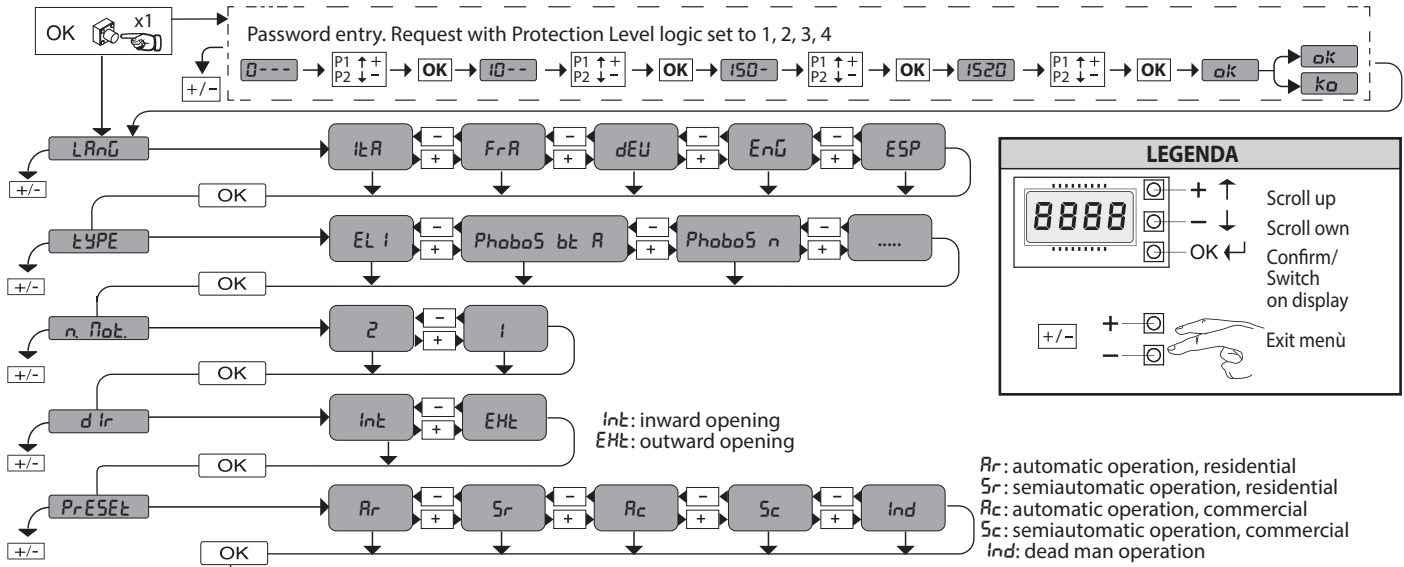 OK x1
Password entry. Request with Protection Level logic set to 1, 2, 3, 4
+/-
0--- P1 ↑ + P2 ↓ - OK 10-- P1 ↑ + P2 ↓ - OK 150- P1 ↑ + P2 ↓ - OK 1520 P1 ↑ + P2 ↓ - OK ok ok
ko
LAnG ItA - + FrA - + dEU - + EnG - + ESP
+/-
OK
tYPE EL I - + PhoboS bt A - + PhoboS n - + .....
+/-
OK
n. Mot. 2 - + 1
+/-
OK
dIr Int - + EHt
+/-
OK
Int: inward opening
EHt: outward opening
PrESEt Ar - + Sr - + Ac - + Sc - + Ind
+/-
OK
Ar: automatic operation, residential
Sr: semiautomatic operation, residential
Ac: automatic operation, commercial
Sc: semiautomatic operation, commercial
Ind: dead man operation
LEGENDA
8888
+ ↑ Scroll up
- ↓ Scroll own
OK Confirm/
Switch
on display
+/- + - Exit menù